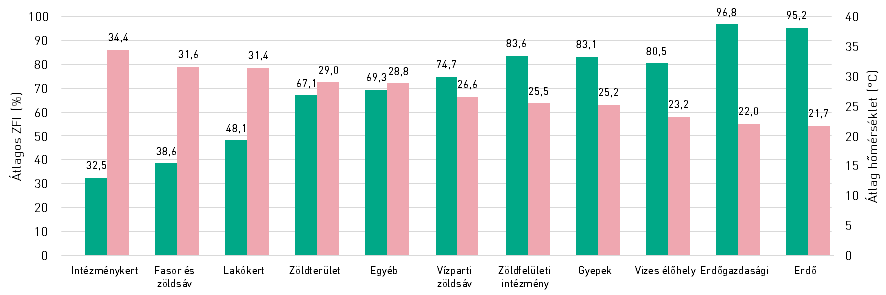 100
90
80
70
60
50
40
30
20
10
0
Átlagos ZFI (%)
40
35
30
25
20
15
10
5
0
Átlag hőmérséklet (°C)
32,5
34,4
38,6
31,6
48,1
31,4
67,1
29,0
69,3
28,8
74,7
26,6
83,6
25,5
83,1
25,2
80,5
23,2
96,8
22,0
95,2
21,7
Intézménykert
Fasor és
zöldsáv
Lakókert
Zöldterület
Egyéb
Vízparti
zöldsáv
Zöldfelületi
intézmény
Gyepek
Vizes élőhely
Erdőgazdasági
Erdő